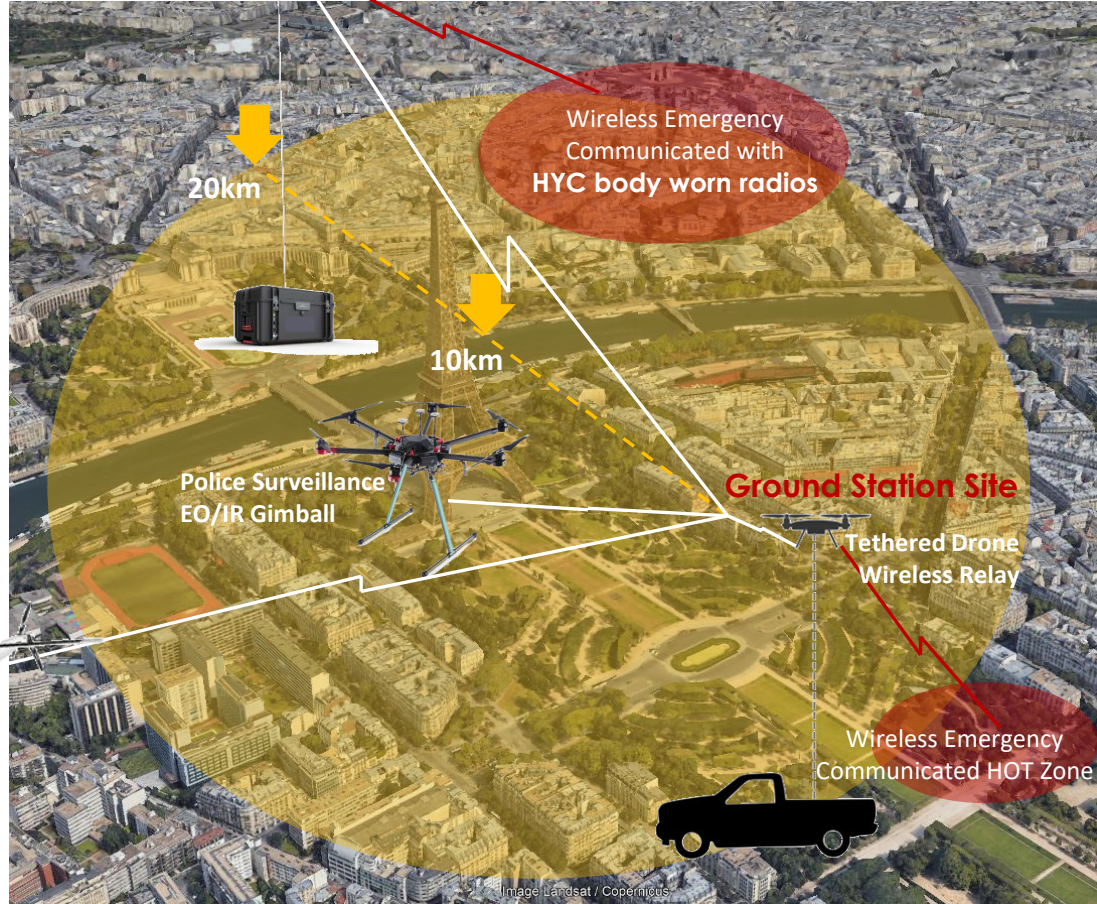 Wireless Emergency
Communicated with
HYC body worn radios
20km
10km
Police Surveillance
EO/IR Gimball
Ground Station Site
Tethered Drone
Wireless Relay
Wireless Emergency
Communicated HOT Zone
Image Landsat / Copernicus